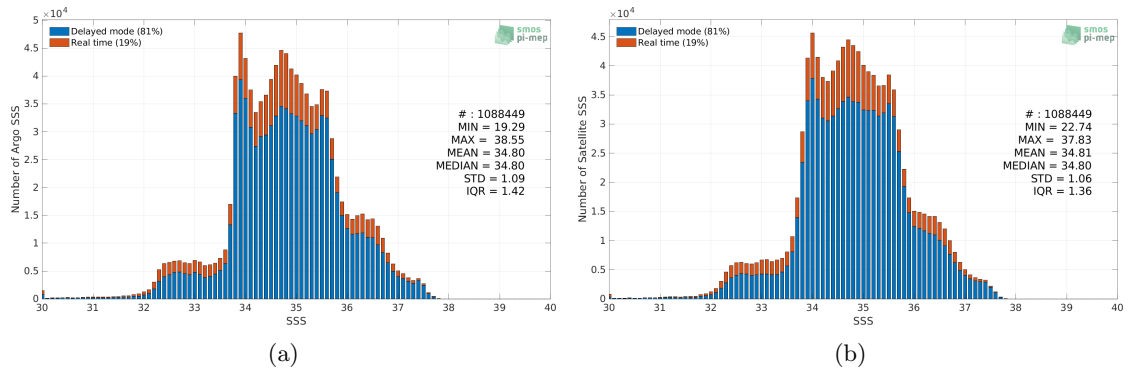 ×10⁴
5
4.5
4
3.5
3
2.5
2
1.5
1
0.5
0
Number of Argo SSS
Delayed mode (81%)
Real time (19%)
smos
pi-mep
# : 1088449
MIN = 19.29
MAX = 38.55
MEAN = 34.80
MEDIAN = 34.80
STD = 1.09
IQR = 1.42
30 31 32 33 34 35 36 37 38 39 40
SSS
(a)
×10⁴
4.5
4
3.5
3
2.5
2
1.5
1
0.5
0
Number of Satellite SSS
Delayed mode (81%)
Real time (19%)
smos
pi-mep
# : 1088449
MIN = 22.74
MAX = 37.83
MEAN = 34.81
MEDIAN = 34.80
STD = 1.06
IQR = 1.36
30 31 32 33 34 35 36 37 38 39 40
SSS
(b)